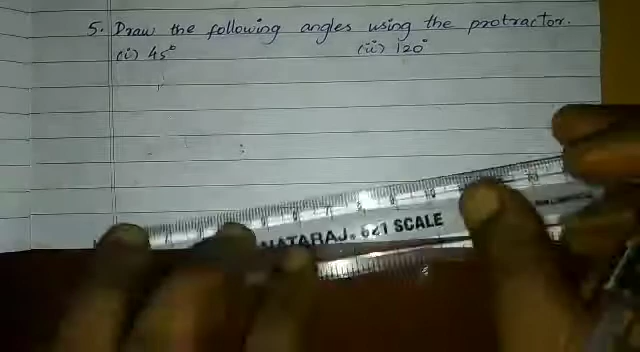 5. Draw the following angles using the protractor.
(i) 45° (ii) 120°
NATARAJ. 621 SCALE